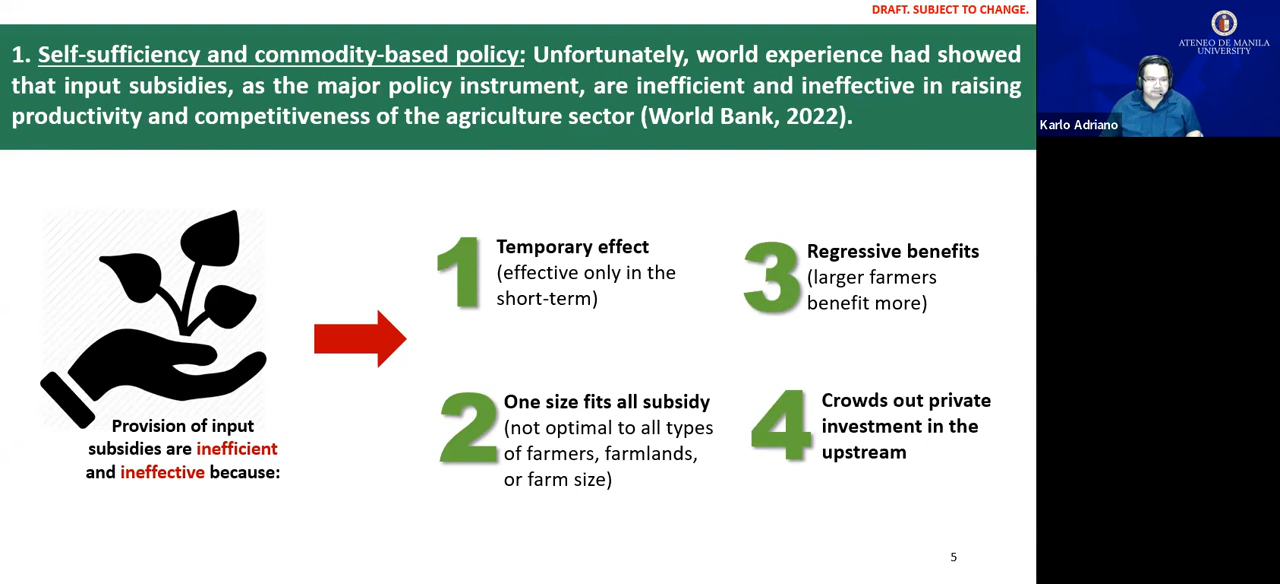 DRAFT. SUBJECT TO CHANGE.
1. Self-sufficiency and commodity-based policy: Unfortunately, world experience had showed
that input subsidies, as the major policy instrument, are inefficient and ineffective in raising
productivity and competitiveness of the agriculture sector (World Bank, 2022).
ATENEO DE MANILA
UNIVERSITY
Karlo Adriano
Provision of input
subsidies are inefficient
and ineffective because:
1
Temporary effect
(effective only in the
short-term)
2
One size fits all subsidy
(not optimal to all types
of farmers, farmlands,
or farm size)
3
Regressive benefits
(larger farmers
benefit more)
4
Crowds out private
investment in the
upstream
5